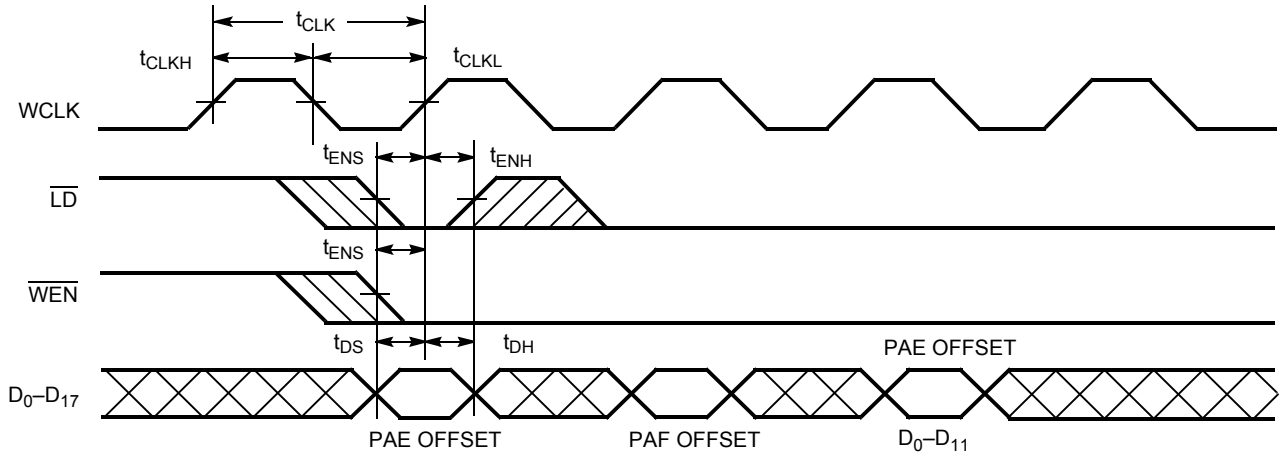 tCLK
tCLKH
tCLKL
WCLK
tENS
tENH
LD
tENS
WEN
tDS
tDH
PAE OFFSET
D0–D17
PAE OFFSET
PAF OFFSET
D0–D11